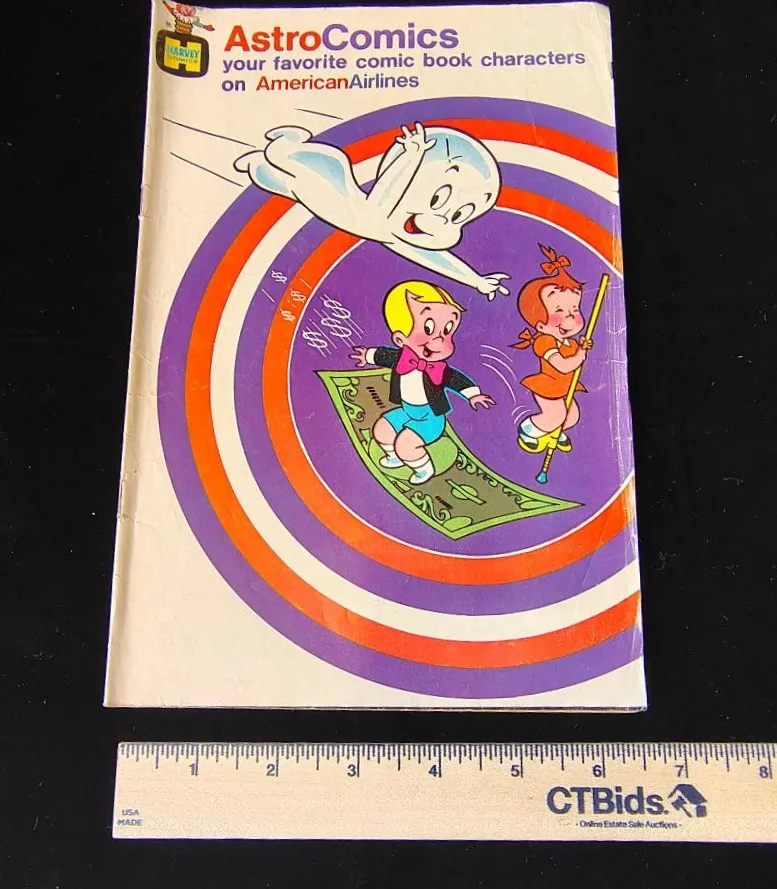 HARVEY
COMICS
AstroComics
your favorite comic book characters
on AmericanAirlines
$ $ $ $
$ $ $
1 2 3 4 5 6 7 8
CTBids.
- Online Estate Sale Auctions -
USA
MADE